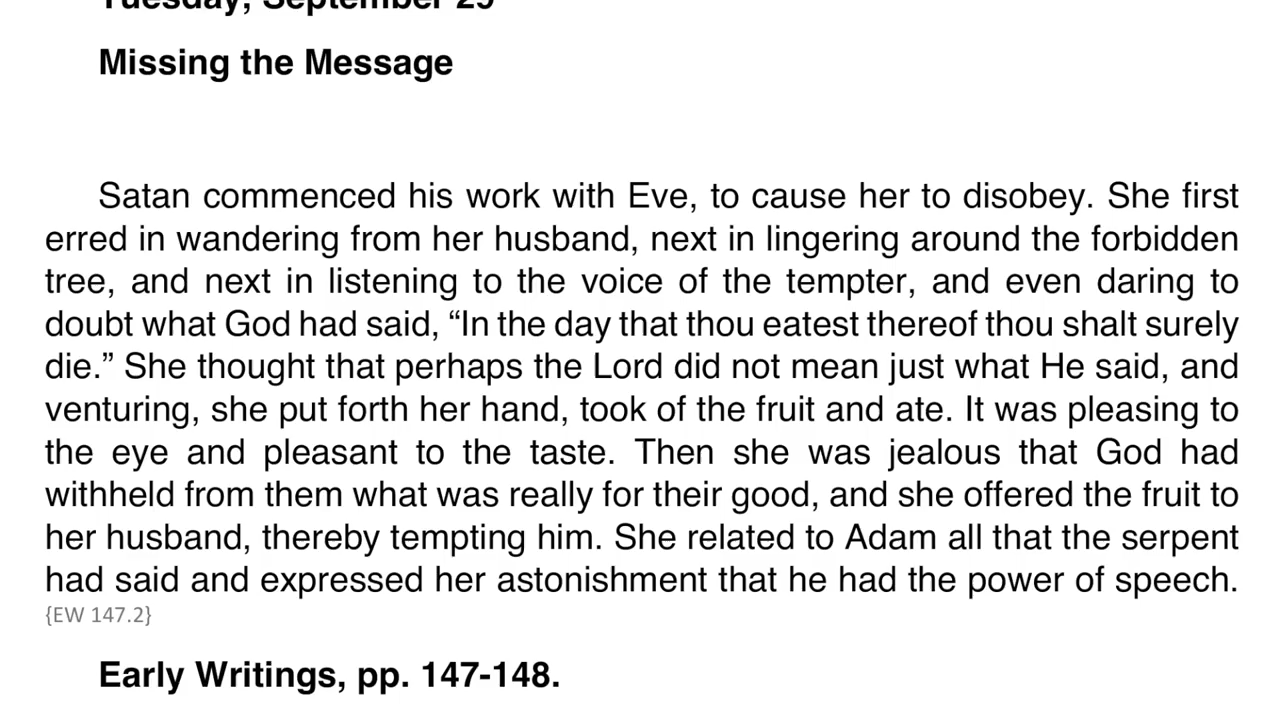 Tuesday, September 29
Missing the Message
Satan commenced his work with Eve, to cause her to disobey. She first
erred in wandering from her husband, next in lingering around the forbidden
tree, and next in listening to the voice of the tempter, and even daring to
doubt what God had said, “In the day that thou eatest thereof thou shalt surely
die.” She thought that perhaps the Lord did not mean just what He said, and
venturing, she put forth her hand, took of the fruit and ate. It was pleasing to
the eye and pleasant to the taste. Then she was jealous that God had
withheld from them what was really for their good, and she offered the fruit to
her husband, thereby tempting him. She related to Adam all that the serpent
had said and expressed her astonishment that he had the power of speech.
{EW 147.2}
Early Writings, pp. 147-148.